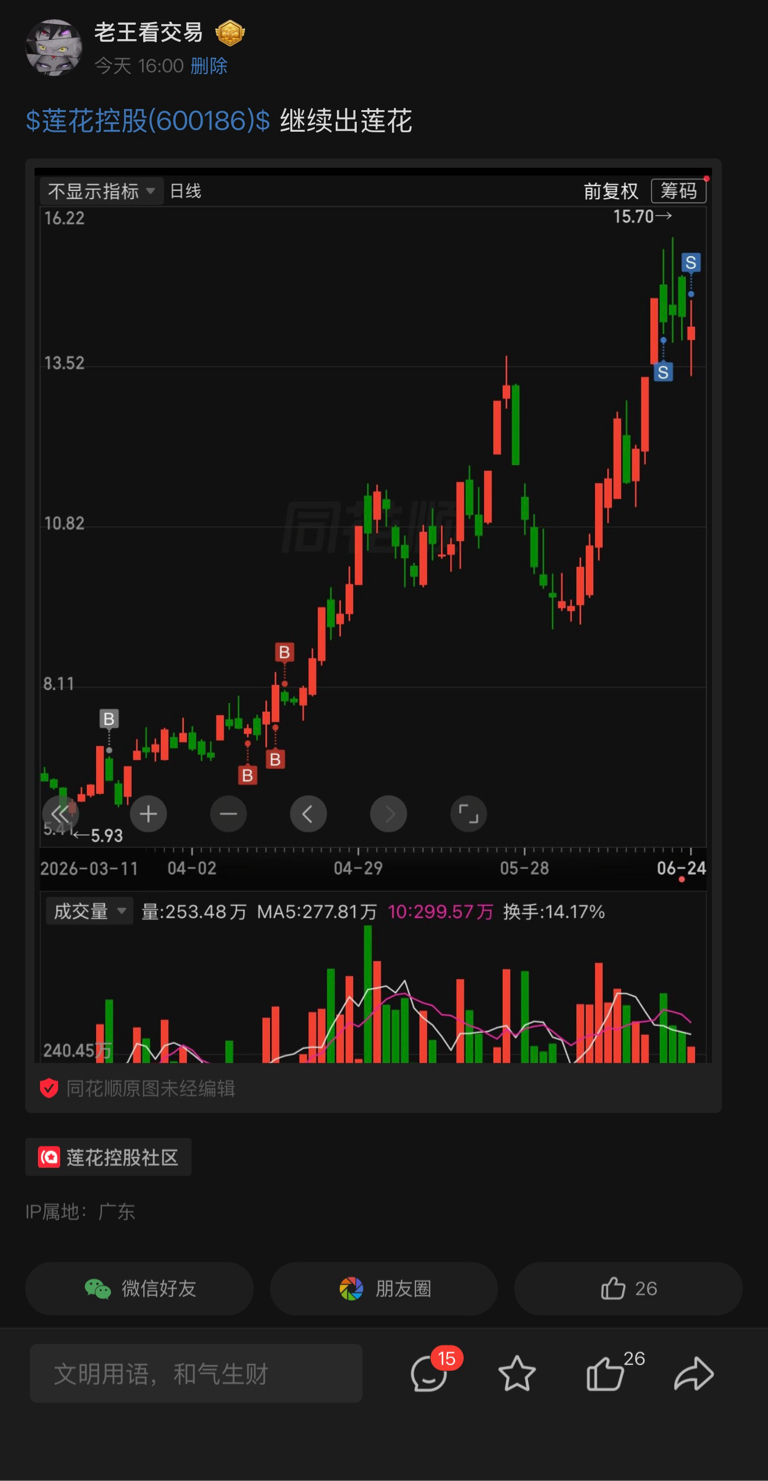 老王看交易
今天 16:00 删除
$莲花控股(600186)$ 继续出莲花
不显示指标 日线 前复权 筹码
16.22
15.70→
S
13.52
S
同花顺
10.82
B
8.11
B
B
B
5.41
←5.93
2026-03-11 04-02 04-29 05-28 06-24
成交量 量:253.48万 MA5:277.81万 10:299.57万 换手:14.17%
240.45万
同花顺原图未经编辑
莲花控股社区
IP属地：广东
微信好友 朋友圈 26
文明用语，和气生财 15 26